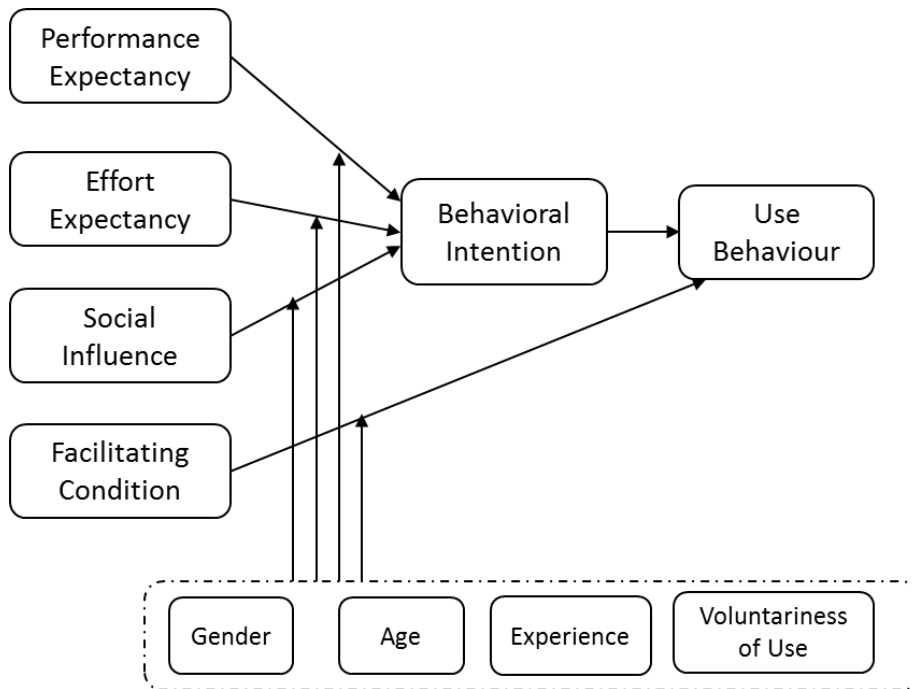 Performance
Expectancy
Effort
Expectancy
Social
Influence
Facilitating
Condition
Behavioral
Intention
Use
Behaviour
Gender
Age
Experience
Voluntariness
of Use